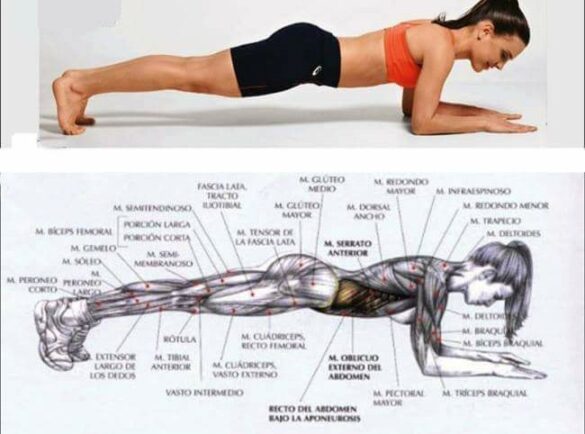 M. GLÚTEO
MEDIO
M. REDONDO
MAYOR
M. INFRAESPINOSO
FASCIA LATA,
TRACTO
ILIOTIBIAL
M. SEMITENDINOSO
M. GLÚTEO
MAYOR
M. DORSAL
ANCHO
M. REDONDO MENOR
M. TRAPECIO
M. DELTOIDES
M. BÍCEPS FEMORAL
PORCIÓN LARGA
PORCIÓN CORTA
M. TENSOR DE
LA FASCIA LATA
M. SERRATO
ANTERIOR
M. GEMELO
M. SEMI-
MEMBRANOSO
M. SÓLEO
M. PERONEO
CORTO
M.
PERONEO
LARGO
M. DELTOIDES
M. BRAQUIAL
M. BÍCEPS BRAQUIAL
RÓTULA
M. CUÁDRICEPS,
RECTO FEMORAL
M. EXTENSOR
LARGO DE
LOS DEDOS
M. TIBIAL
ANTERIOR
M. CUÁDRICEPS,
VASTO EXTERNO
M. OBLICUO
EXTERNO DEL
ABDOMEN
VASTO INTERMEDIO
M. PECTORAL
MAYOR
M. TRÍCEPS BRAQUIAL
RECTO DEL ABDOMEN
BAJO LA APONEUROSIS